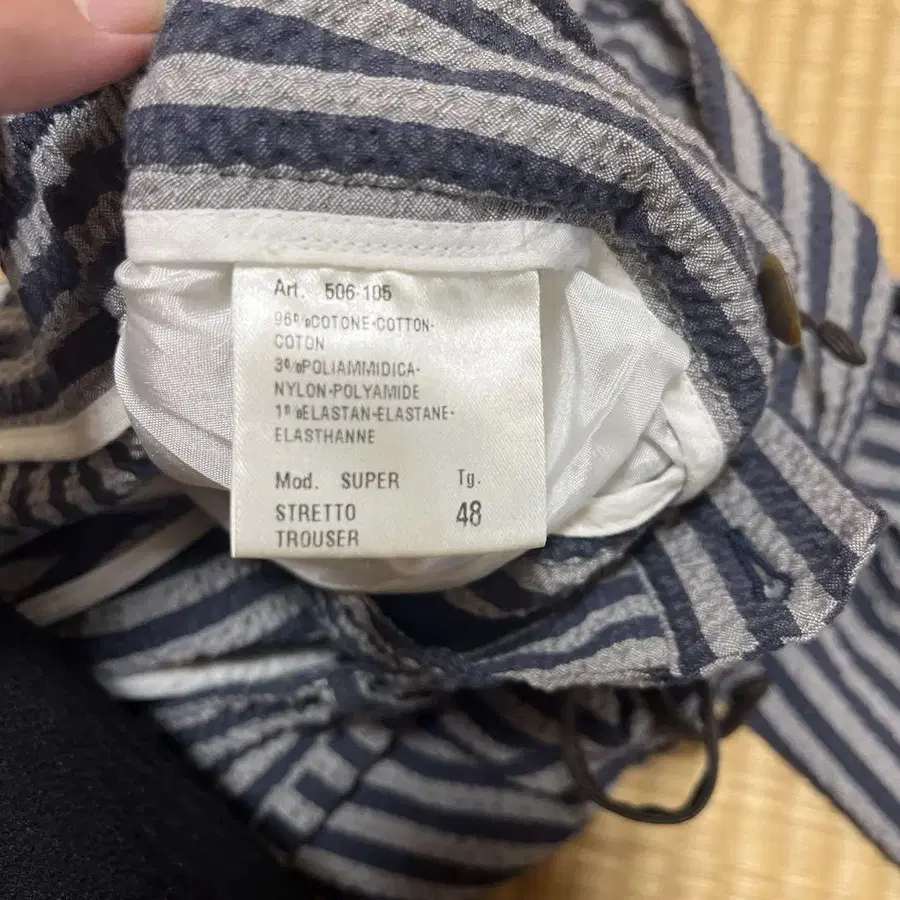 Art. 506-105
96%COTONE-COTTON-
COTON
3%POLIAMMIDICA-
NYLON-POLYAMIDE
1%ELASTAN-ELASTANE-
ELASTHANNE
Mod. SUPER Tg.
STRETTO 48
TROUSER